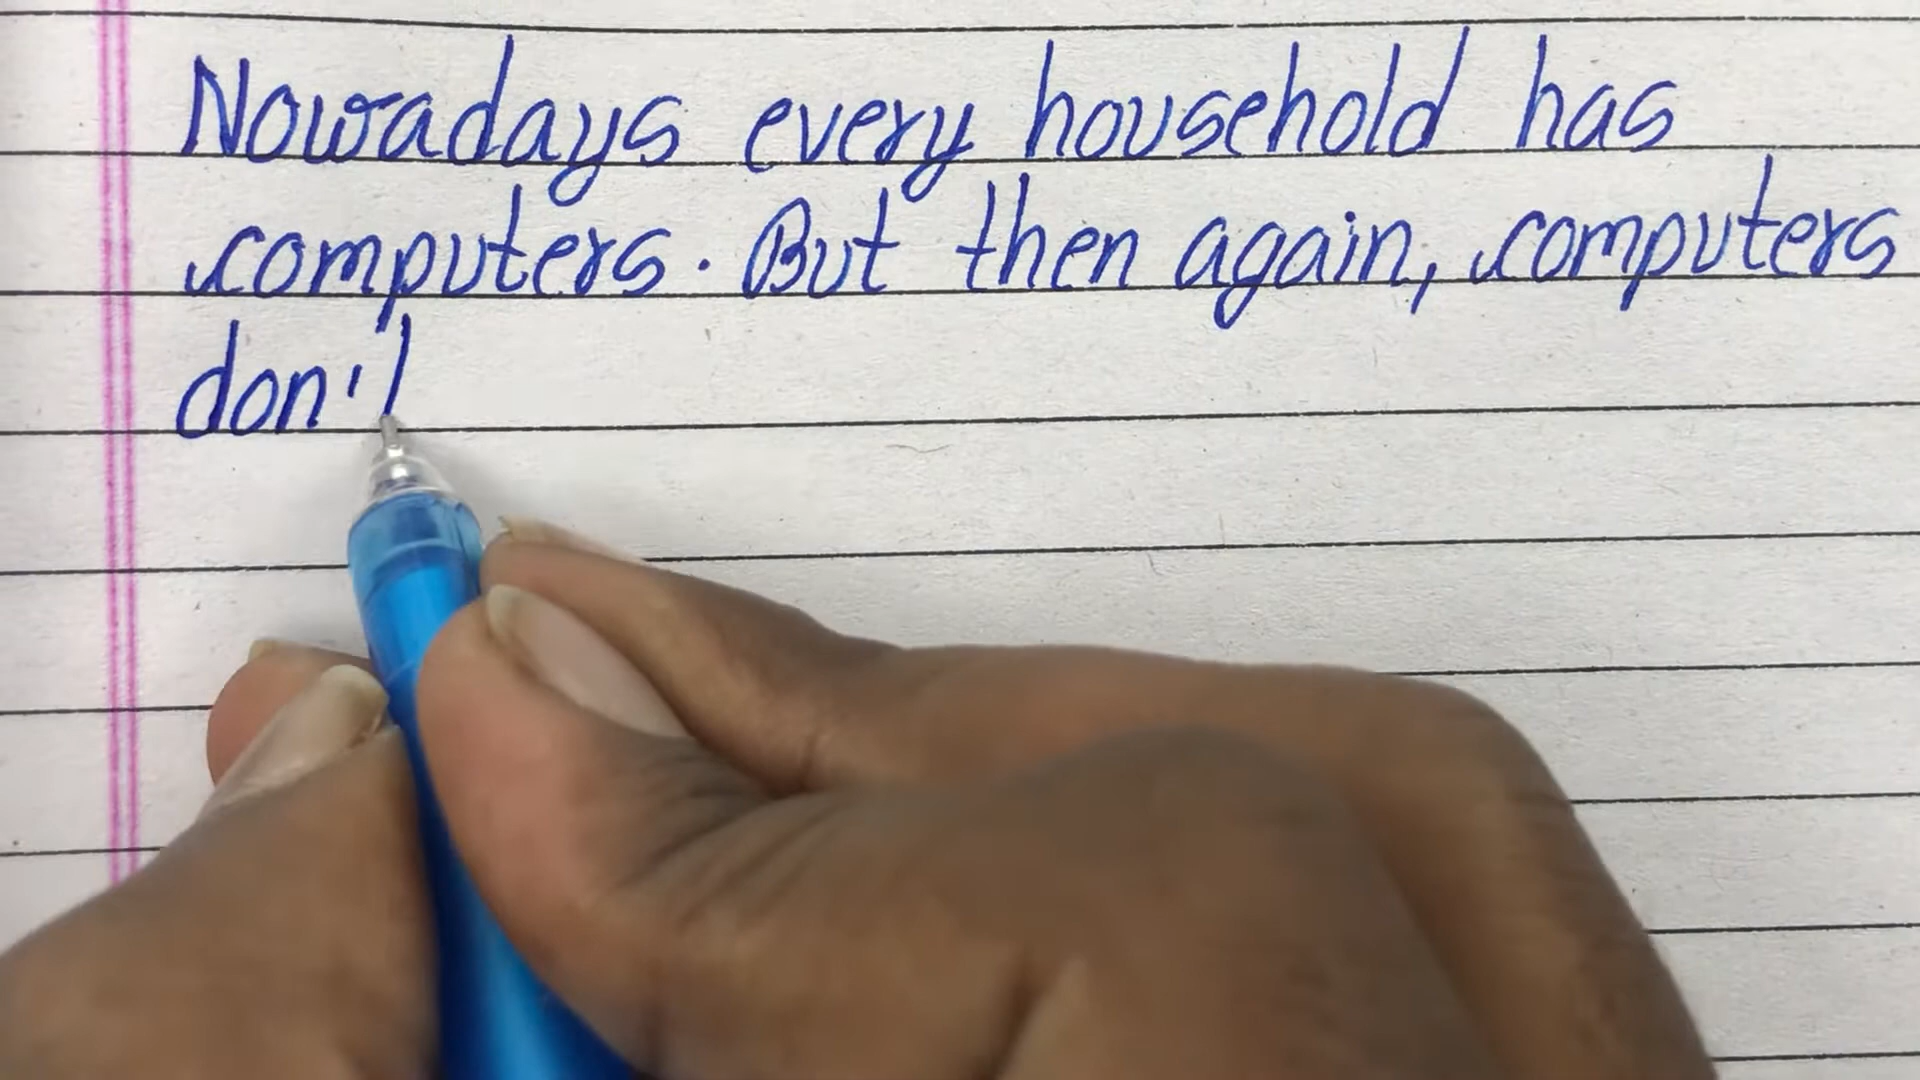 Nowadays every household has
computers. But then again, computers
don'